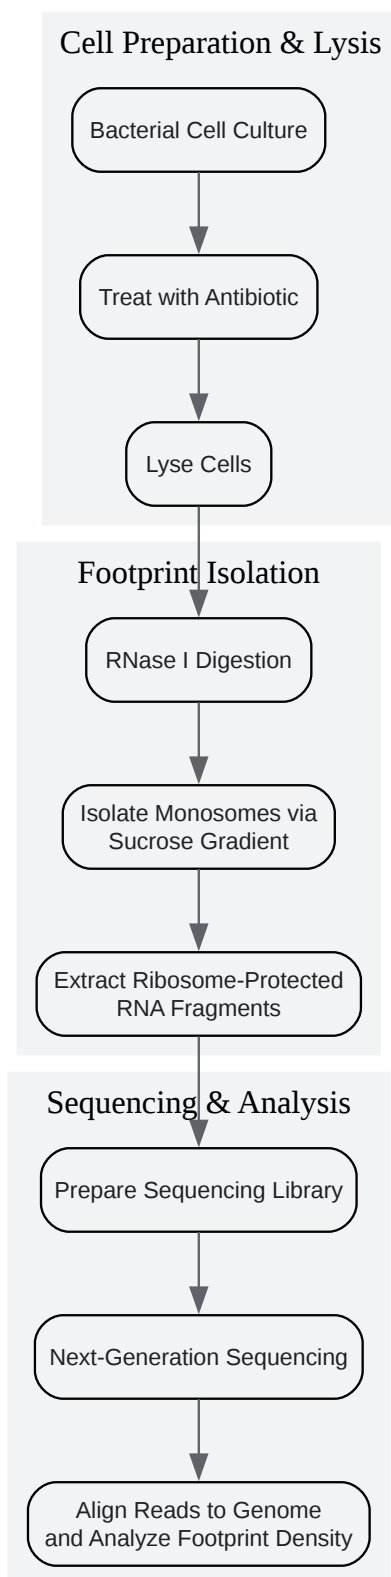 Cell Preparation & Lysis
Bacterial Cell Culture
Treat with Antibiotic
Lyse Cells
Footprint Isolation
RNase I Digestion
Isolate Monosomes via
Sucrose Gradient
Extract Ribosome-Protected
RNA Fragments
Sequencing & Analysis
Prepare Sequencing Library
Next-Generation Sequencing
Align Reads to Genome
and Analyze Footprint Density